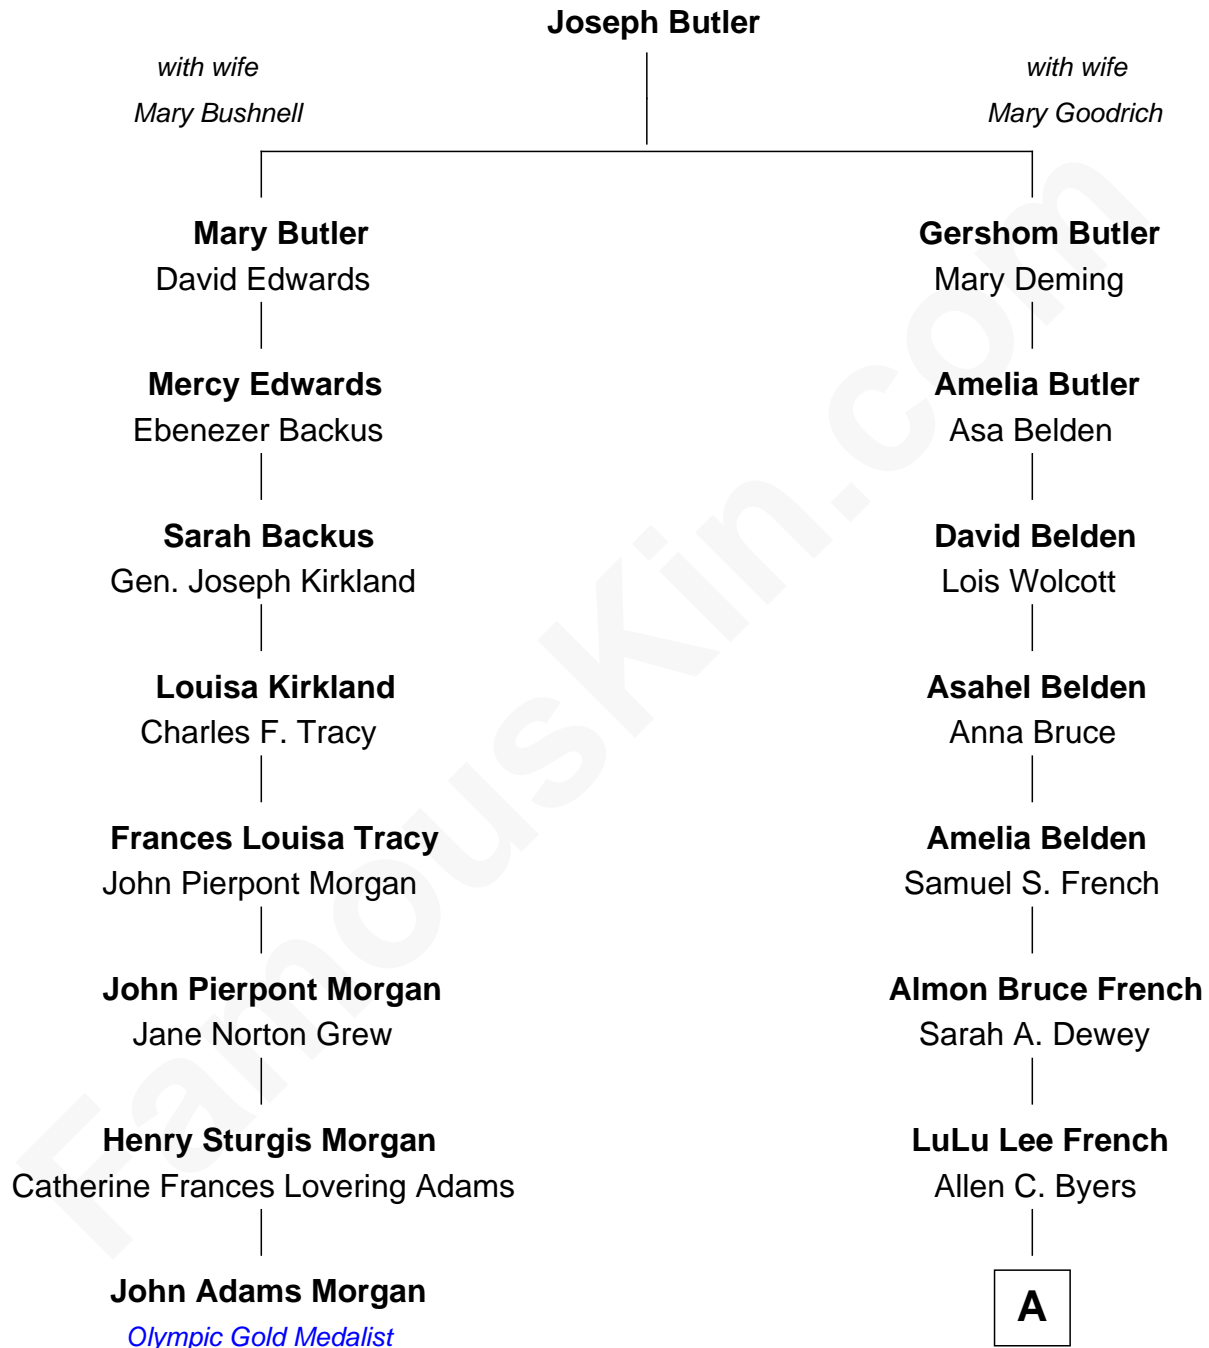 Joseph Butler
with wife
Mary Bushnell
with wife
Mary Goodrich
Mary Butler
David Edwards
Gershom Butler
Mary Deming
Mercy Edwards
Ebenezer Backus
Amelia Butler
Asa Belden
Sarah Backus
Gen. Joseph Kirkland
David Belden
Lois Wolcott
Louisa Kirkland
Charles F. Tracy
Asahel Belden
Anna Bruce
Frances Louisa Tracy
John Pierpont Morgan
Amelia Belden
Samuel S. French
John Pierpont Morgan
Jane Norton Grew
Almon Bruce French
Sarah A. Dewey
Henry Sturgis Morgan
Catherine Frances Lovering Adams
LuLu Lee French
Allen C. Byers
John Adams Morgan
Olympic Gold Medalist
A
FamousKin.com